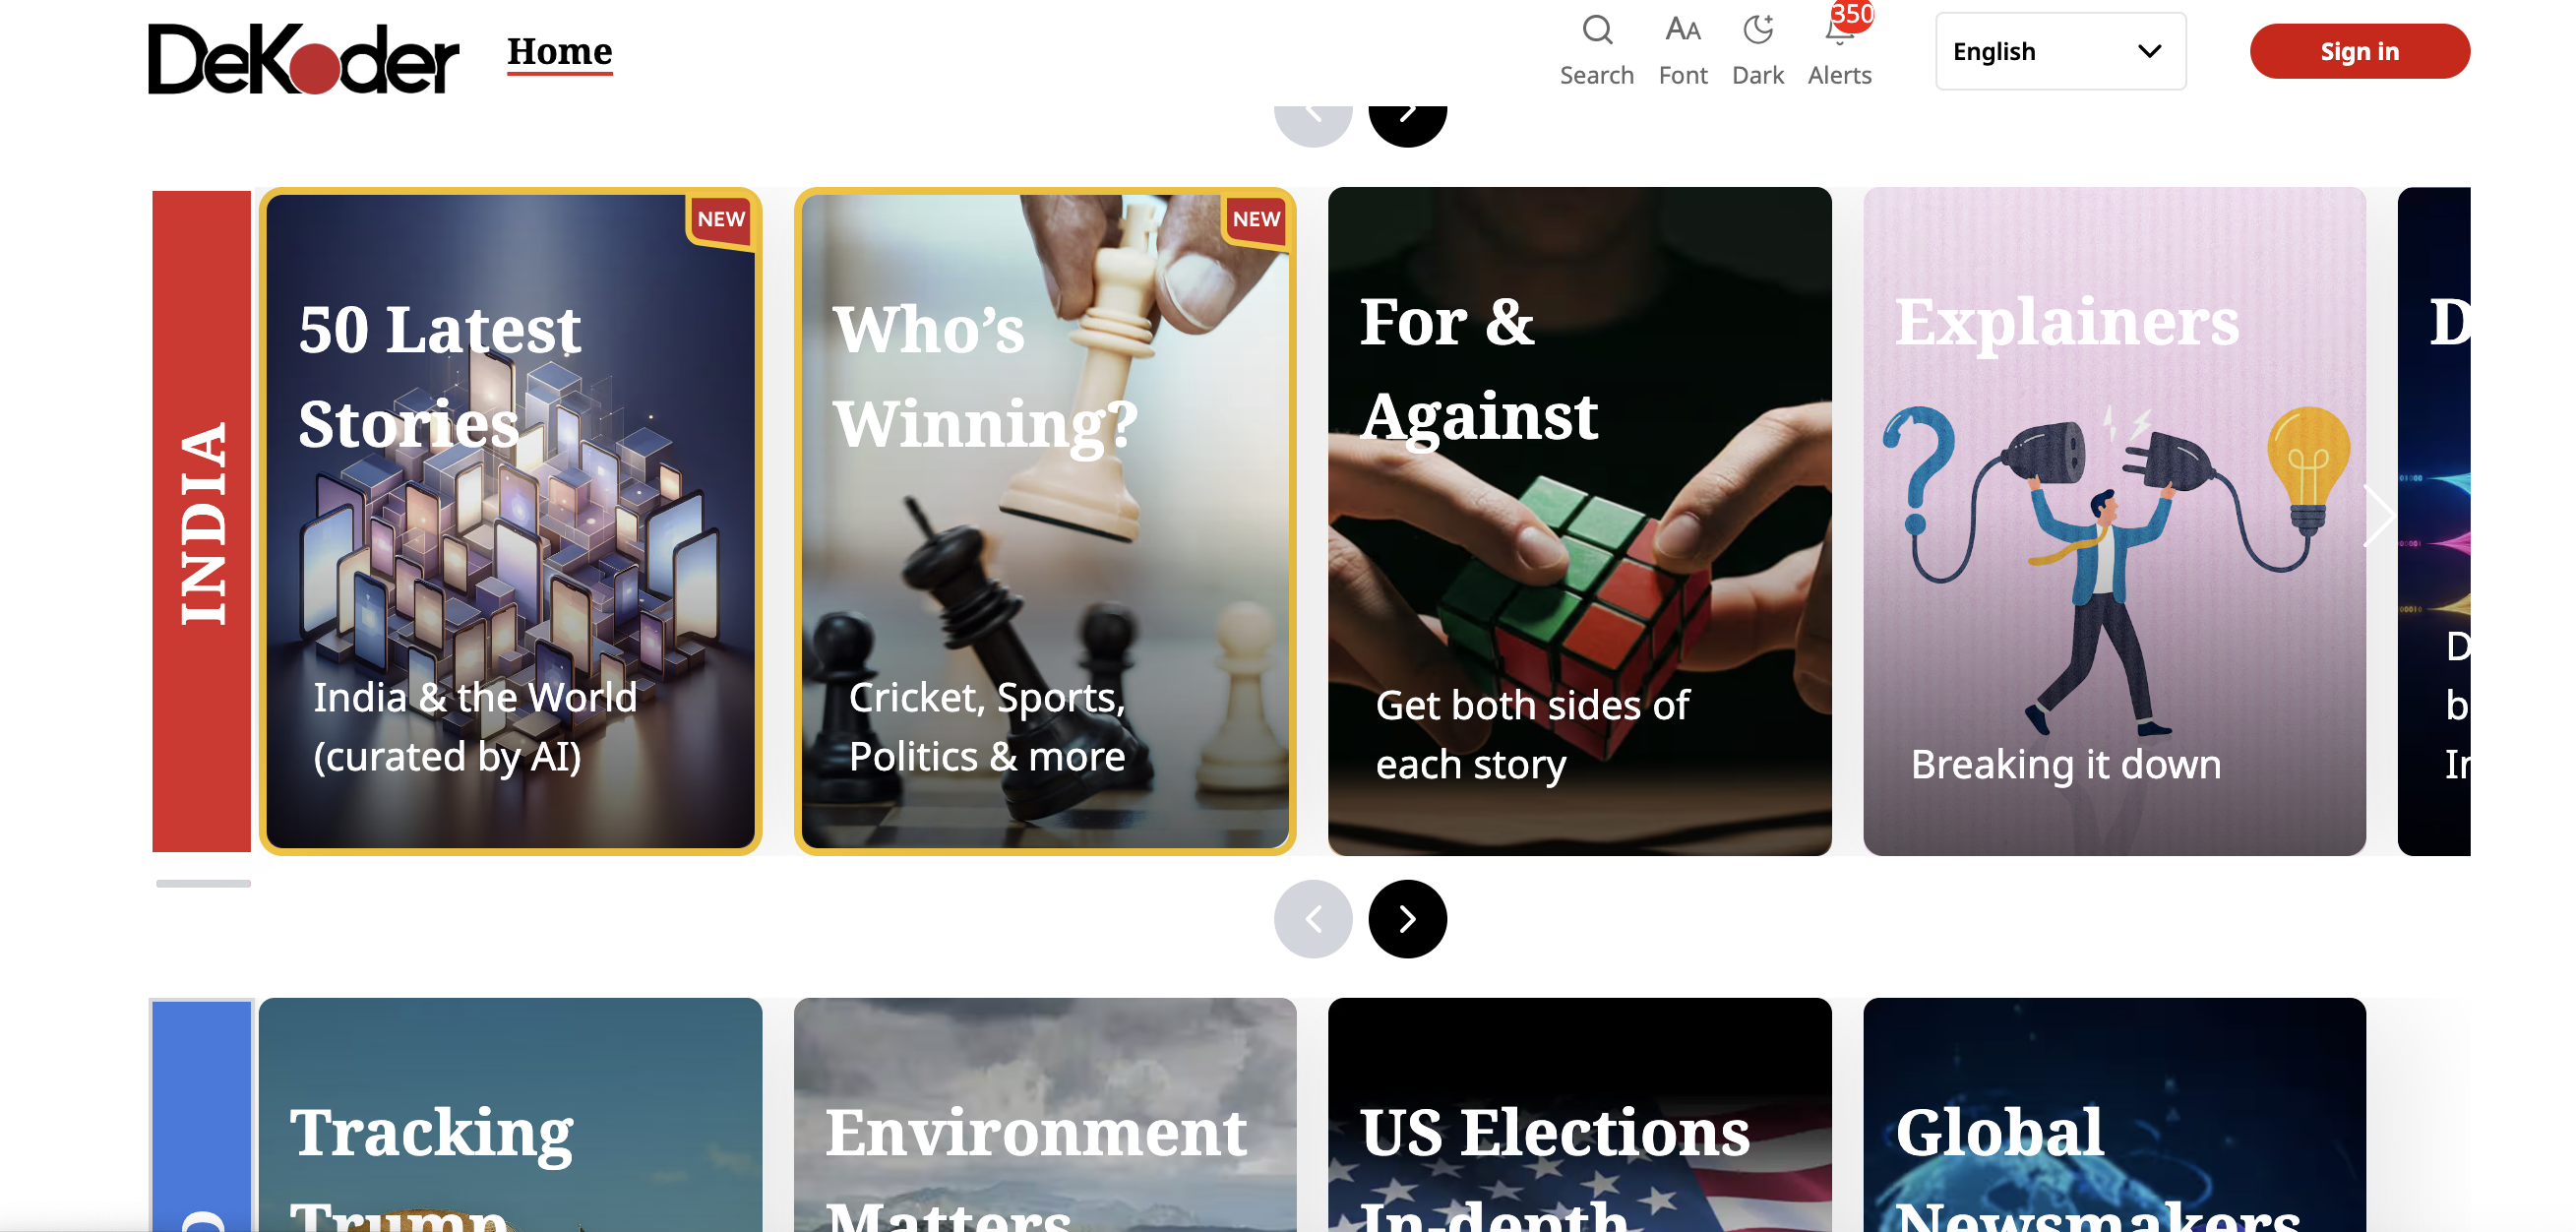 DeKoder
Home
Search
Font
Dark
350
Alerts
English
Sign in
INDIA
NEW
50 Latest
Stories
India & the World
(curated by AI)
NEW
Who’s
Winning?
Cricket, Sports,
Politics & more
For &
Against
Get both sides of
each story
Explainers
Breaking it down
Tracking
Trump
Environment
Matters
US Elections
In-depth
Global
Newsmakers